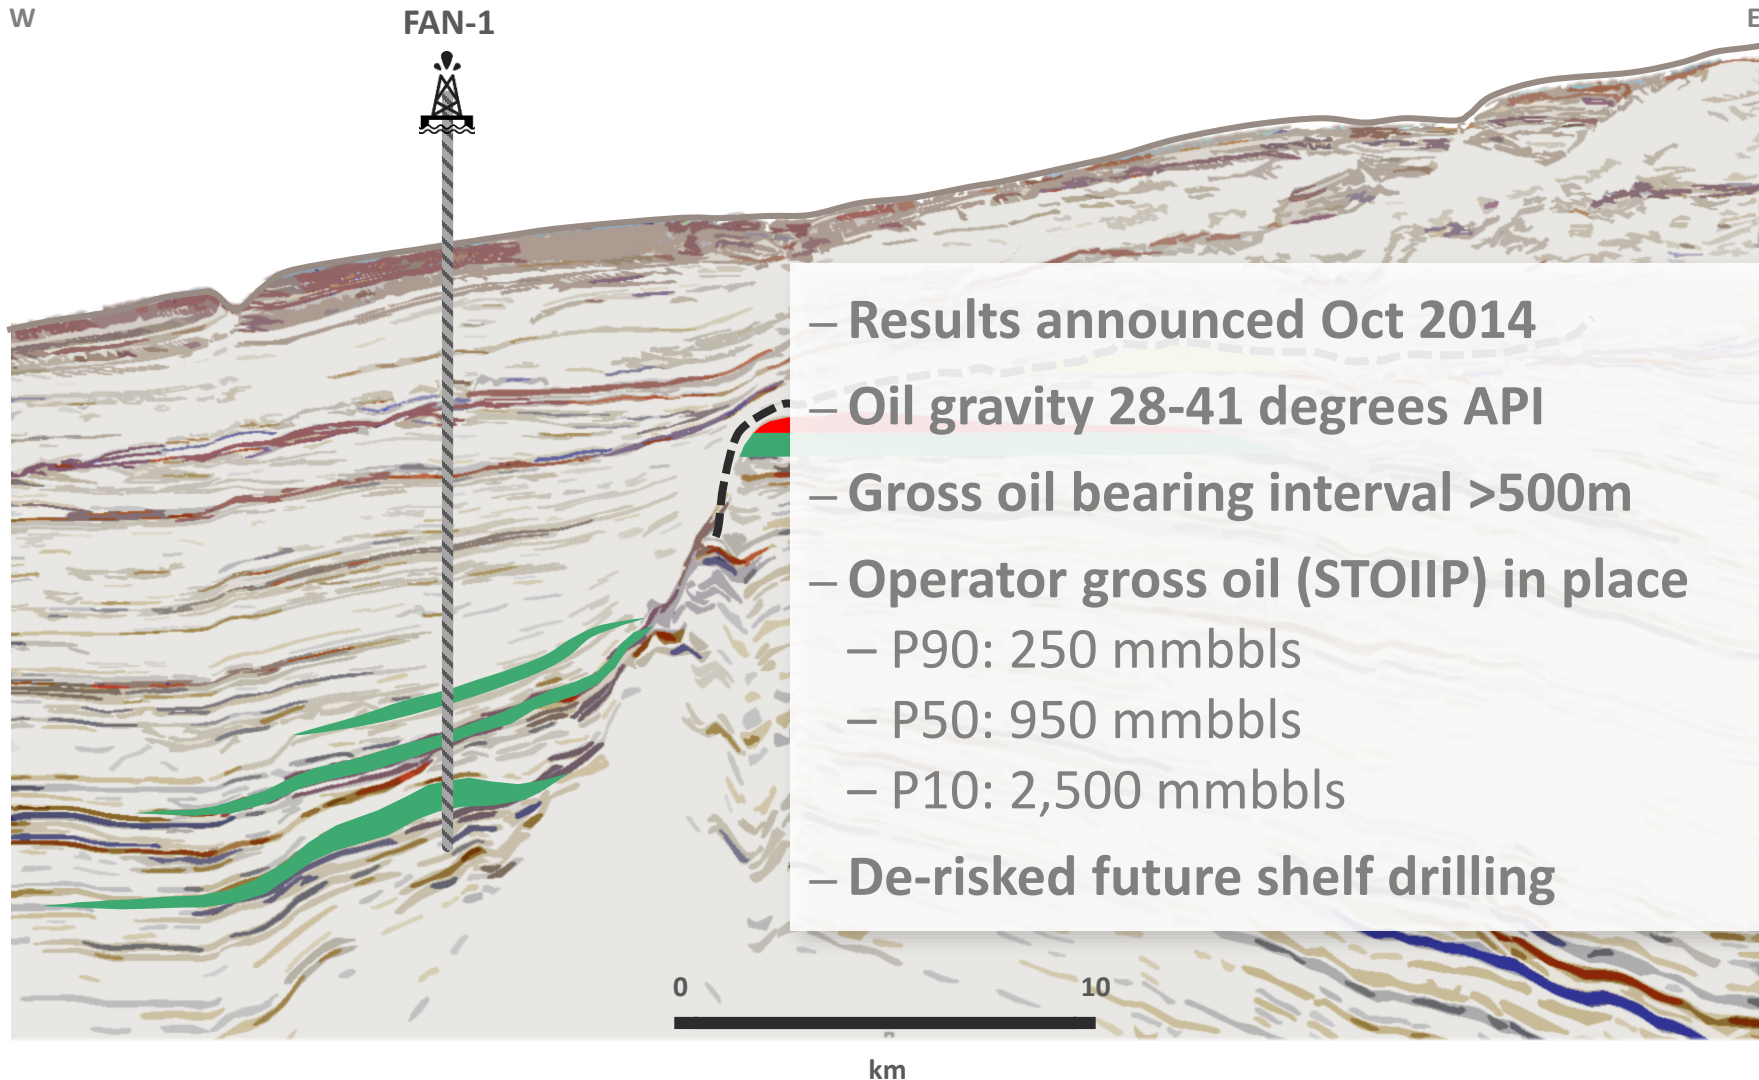 W
FAN-1
E
– Results announced Oct 2014
– Oil gravity 28-41 degrees API
– Gross oil bearing interval >500m
– Operator gross oil (STOIIP) in place
– P90: 250 mmbbls
– P50: 950 mmbbls
– P10: 2,500 mmbbls
– De-risked future shelf drilling
0 10
km